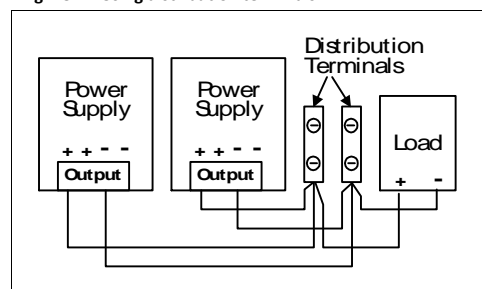 Distribution
Terminals
Power
Supply
+ + - -
Output
Power
Supply
+ + - -
Output
Load
+ -